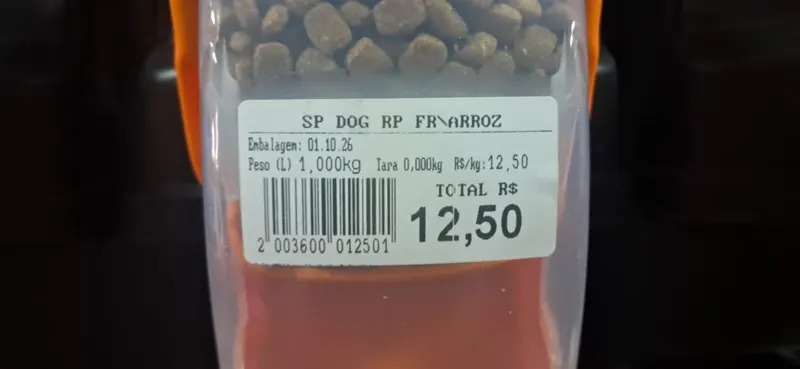 SP DOG RP FR\ARROZ
Embalagem: 01.10.26
Peso (L) 1,000kg Tara 0,000kg R$/kg:12,50
TOTAL R$
12,50
2 003600 012501